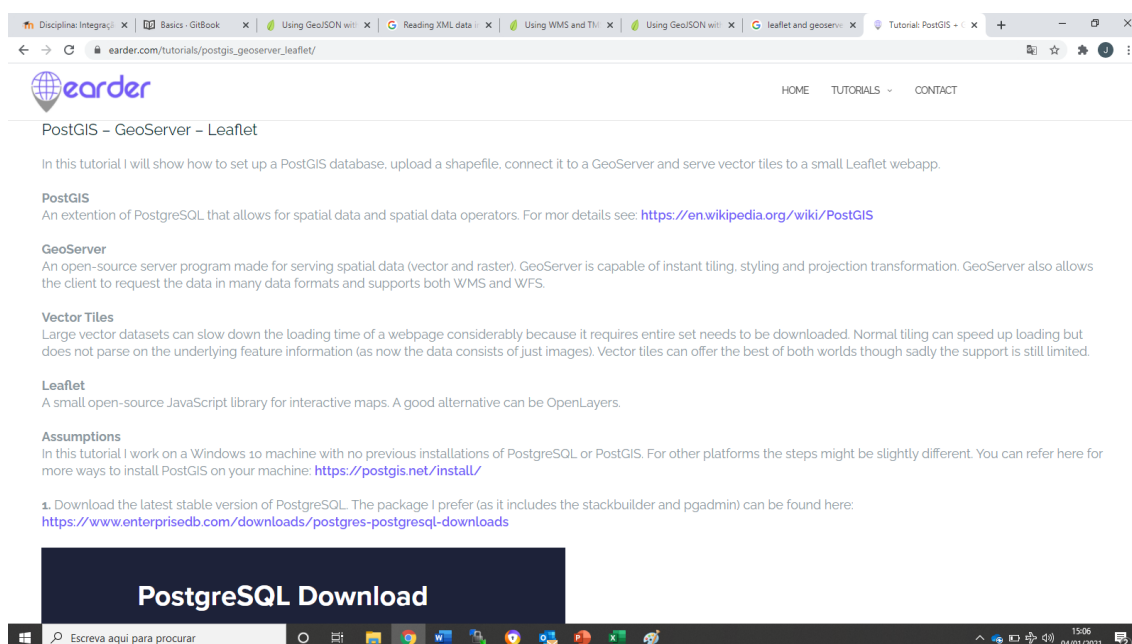 Disciplina: Integraçã
Basics · GitBook
Using GeoJSON with
Reading XML data i
Using WMS and TM
Using GeoJSON with
leaflet and geoserve
Tutorial: PostGIS +
earder.com/tutorials/postgis_geoserver_leaflet/
J
earder
HOME
TUTORIALS
CONTACT
PostGIS – GeoServer – Leaflet
In this tutorial I will show how to set up a PostGIS database, upload a shapefile, connect it to a GeoServer and serve vector tiles to a small Leaflet webapp.
PostGIS
An extention of PostgreSQL that allows for spatial data and spatial data operators. For mor details see: https://en.wikipedia.org/wiki/PostGIS
GeoServer
An open-source server program made for serving spatial data (vector and raster). GeoServer is capable of instant tiling, styling and projection transformation. GeoServer also allows
the client to request the data in many data formats and supports both WMS and WFS.
Vector Tiles
Large vector datasets can slow down the loading time of a webpage considerably because it requires entire set needs to be downloaded. Normal tiling can speed up loading but
does not parse on the underlying feature information (as now the data consists of just images). Vector tiles can offer the best of both worlds though sadly the support is still limited.
Leaflet
A small open-source JavaScript library for interactive maps. A good alternative can be OpenLayers.
Assumptions
In this tutorial I work on a Windows 10 machine with no previous installations of PostgreSQL or PostGIS. For other platforms the steps might be slightly different. You can refer here for
more ways to install PostGIS on your machine: https://postgis.net/install/
1. Download the latest stable version of PostgreSQL. The package I prefer (as it includes the stackbuilder and pgadmin) can be found here:
https://www.enterprisedb.com/downloads/postgres-postgresql-downloads
PostgreSQL Download
Escreva aqui para procurar
15:06
04/01/2021